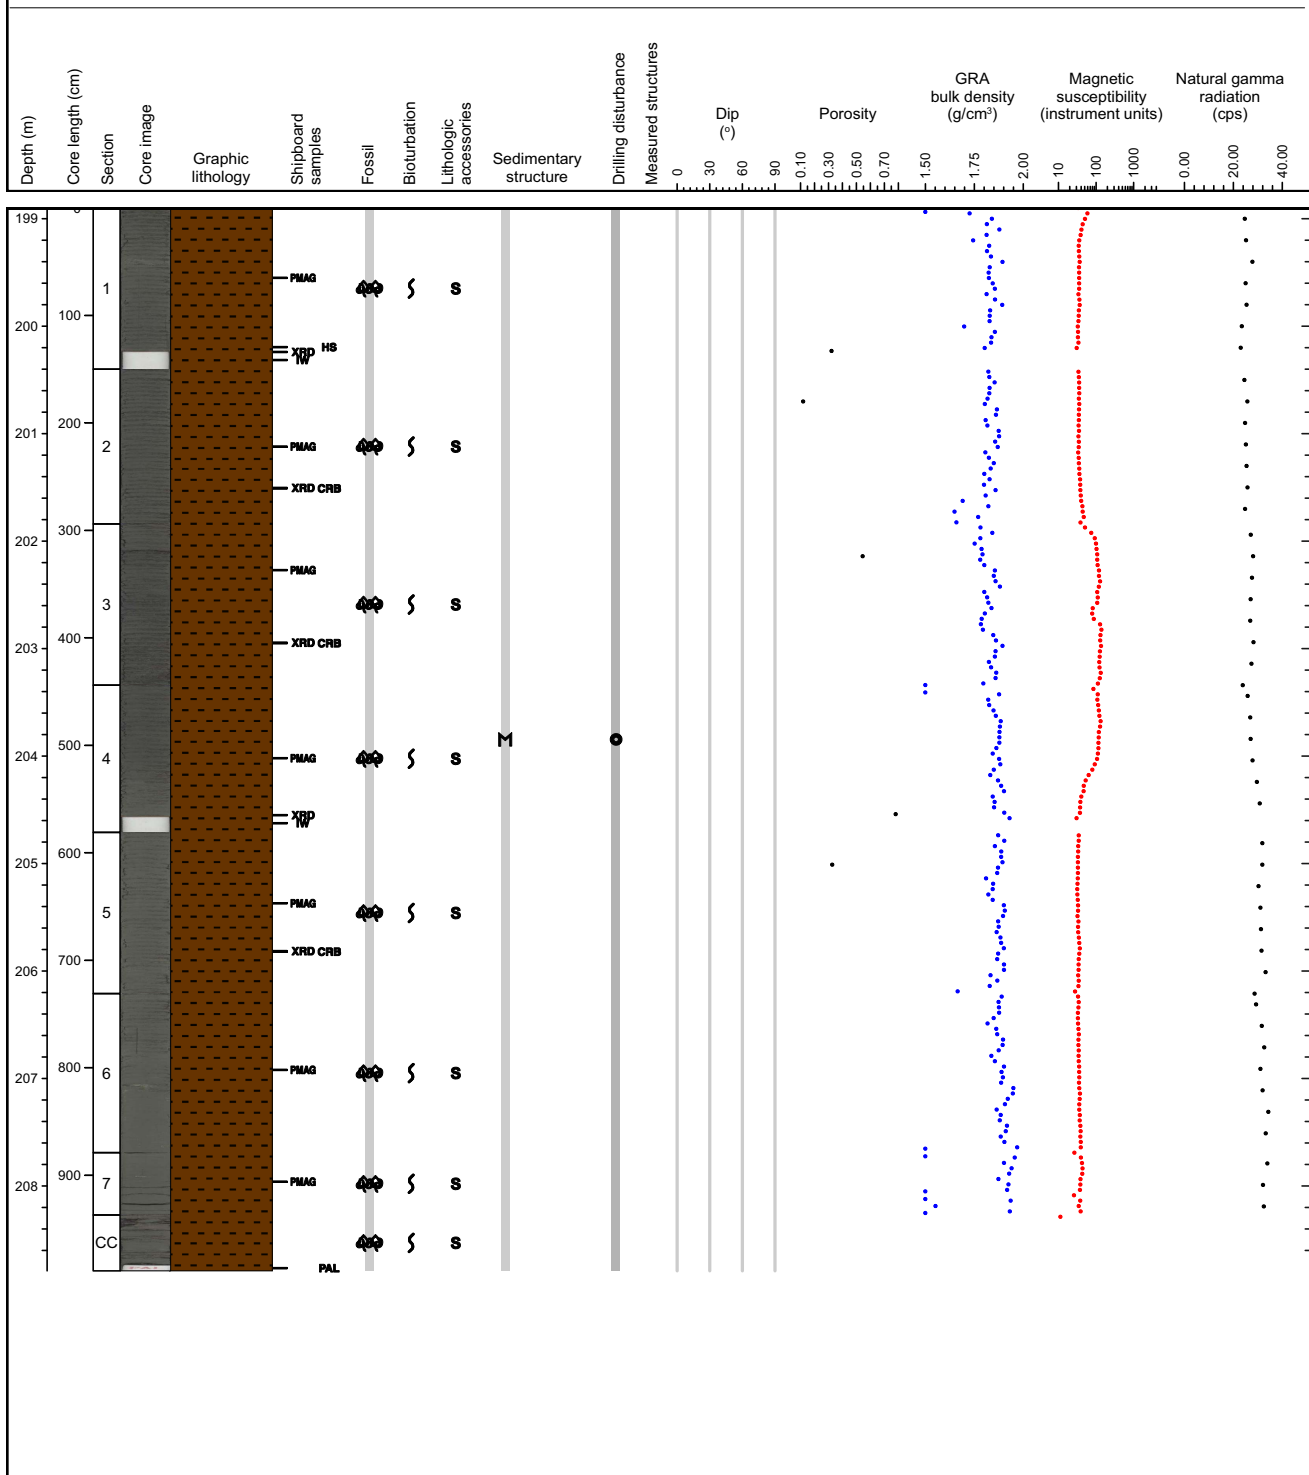 Depth (m)
Core length (cm)
Section
Core image
Graphic
lithology
Shipboard
samples
Fossil
Bioturbation
Lithologic
accessories
Sedimentary
structure
Drilling disturbance
Measured structures
Dip
(°)
Porosity
GRA
bulk density
(g/cm³)
Magnetic
susceptibility
(instrument units)
Natural gamma
radiation
(cps)
0 30 60 90
0.10 0.30 0.50 0.70
1.50 1.75 2.00
10 100 1000
0.00 20.00 40.00
199 0
PMAG
1 S
100
200
HS
XRD
IW
200
201
2 PMAG S
XRD CRB
300
202
PMAG
3 S
400 XRD CRB
203
500 M
204 4 PMAG S
XRD
IW
600
205
PMAG
5 S
XRD CRB
700
206
800 6 PMAG S
207
900
208 7 PMAG S
CC S
PAL